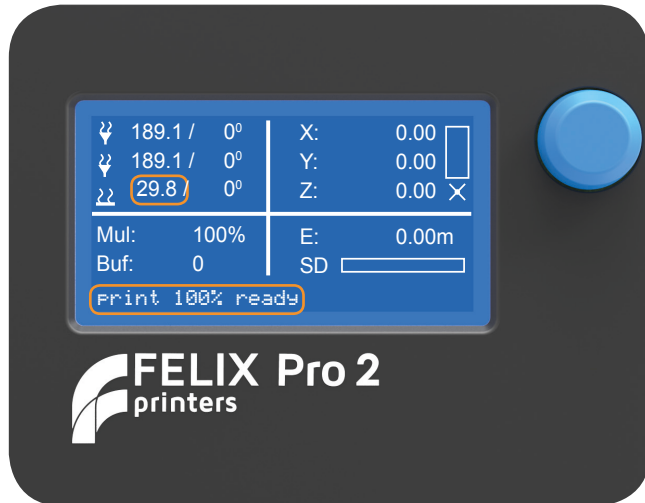 189.1 / 0⁰
189.1 / 0⁰
29.8 / 0⁰
X: 0.00
Y: 0.00
Z: 0.00
Mul: 100%
Buf: 0
E: 0.00m
SD
print 100% ready
FELIX Pro 2
printers